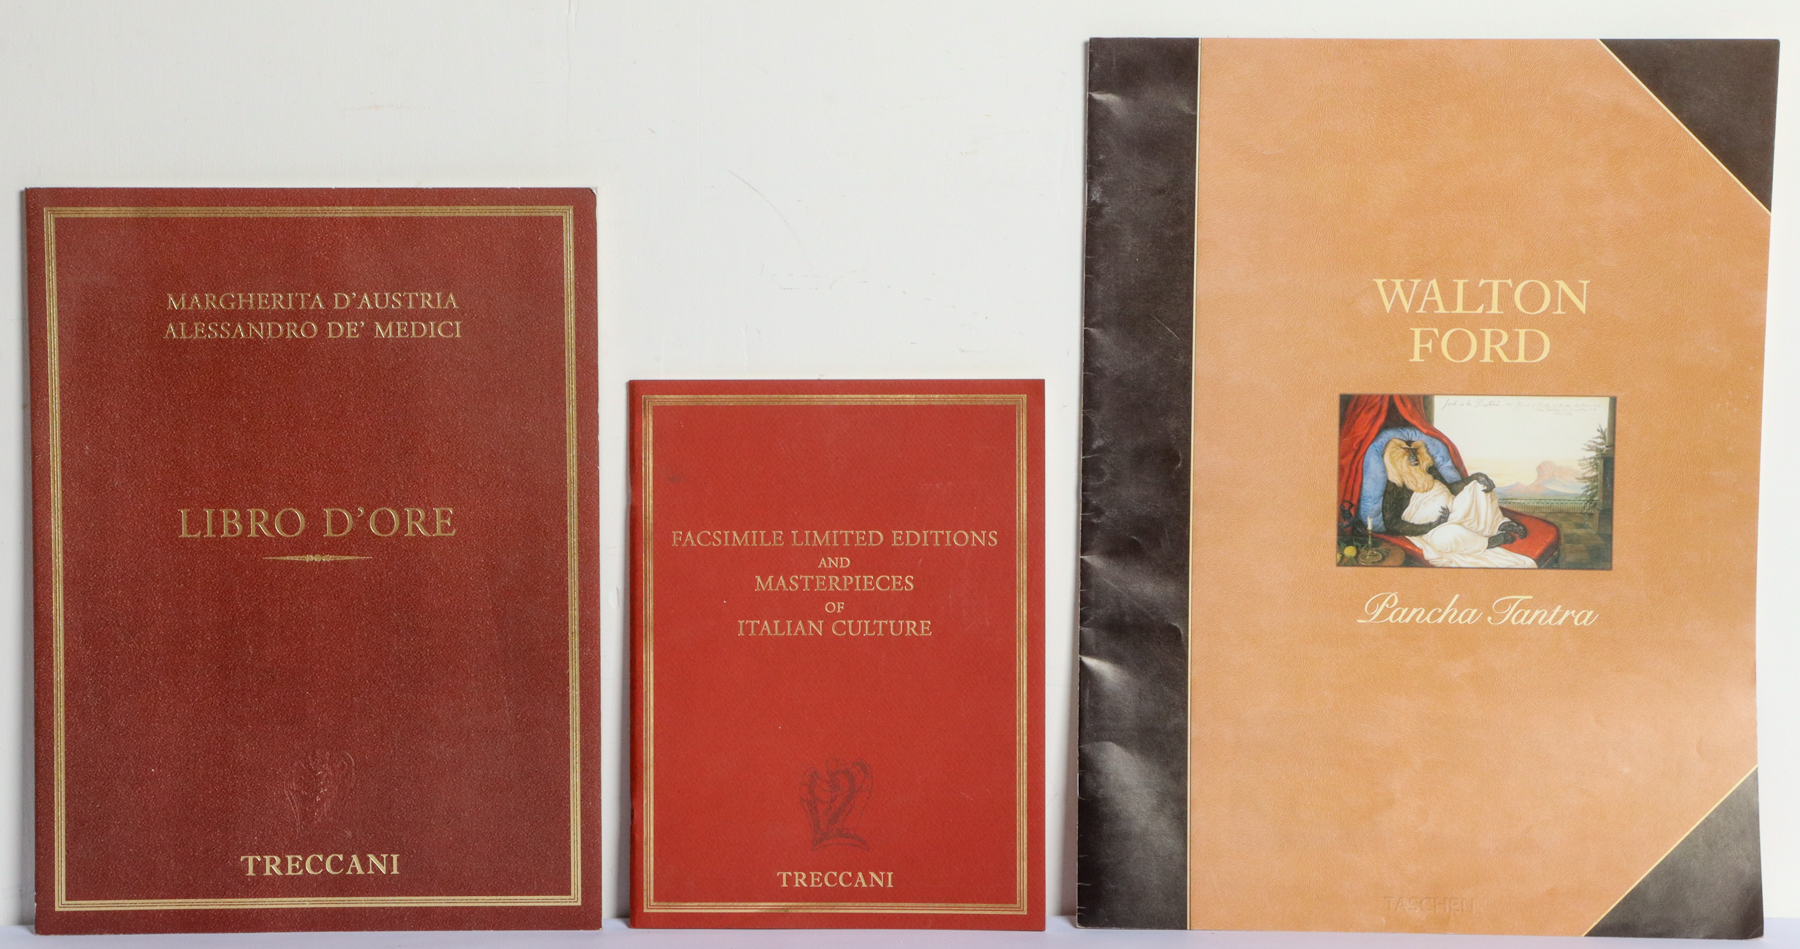 MARGHERITA D'AUSTRIA
ALESSANDRO DE' MEDICI
LIBRO D'ORE
TRECCANI
FACSIMILE LIMITED EDITIONS
AND
MASTERPIECES
OF
ITALIAN CULTURE
TRECCANI
WALTON
FORD
Pancha Tantra
TASCHEN